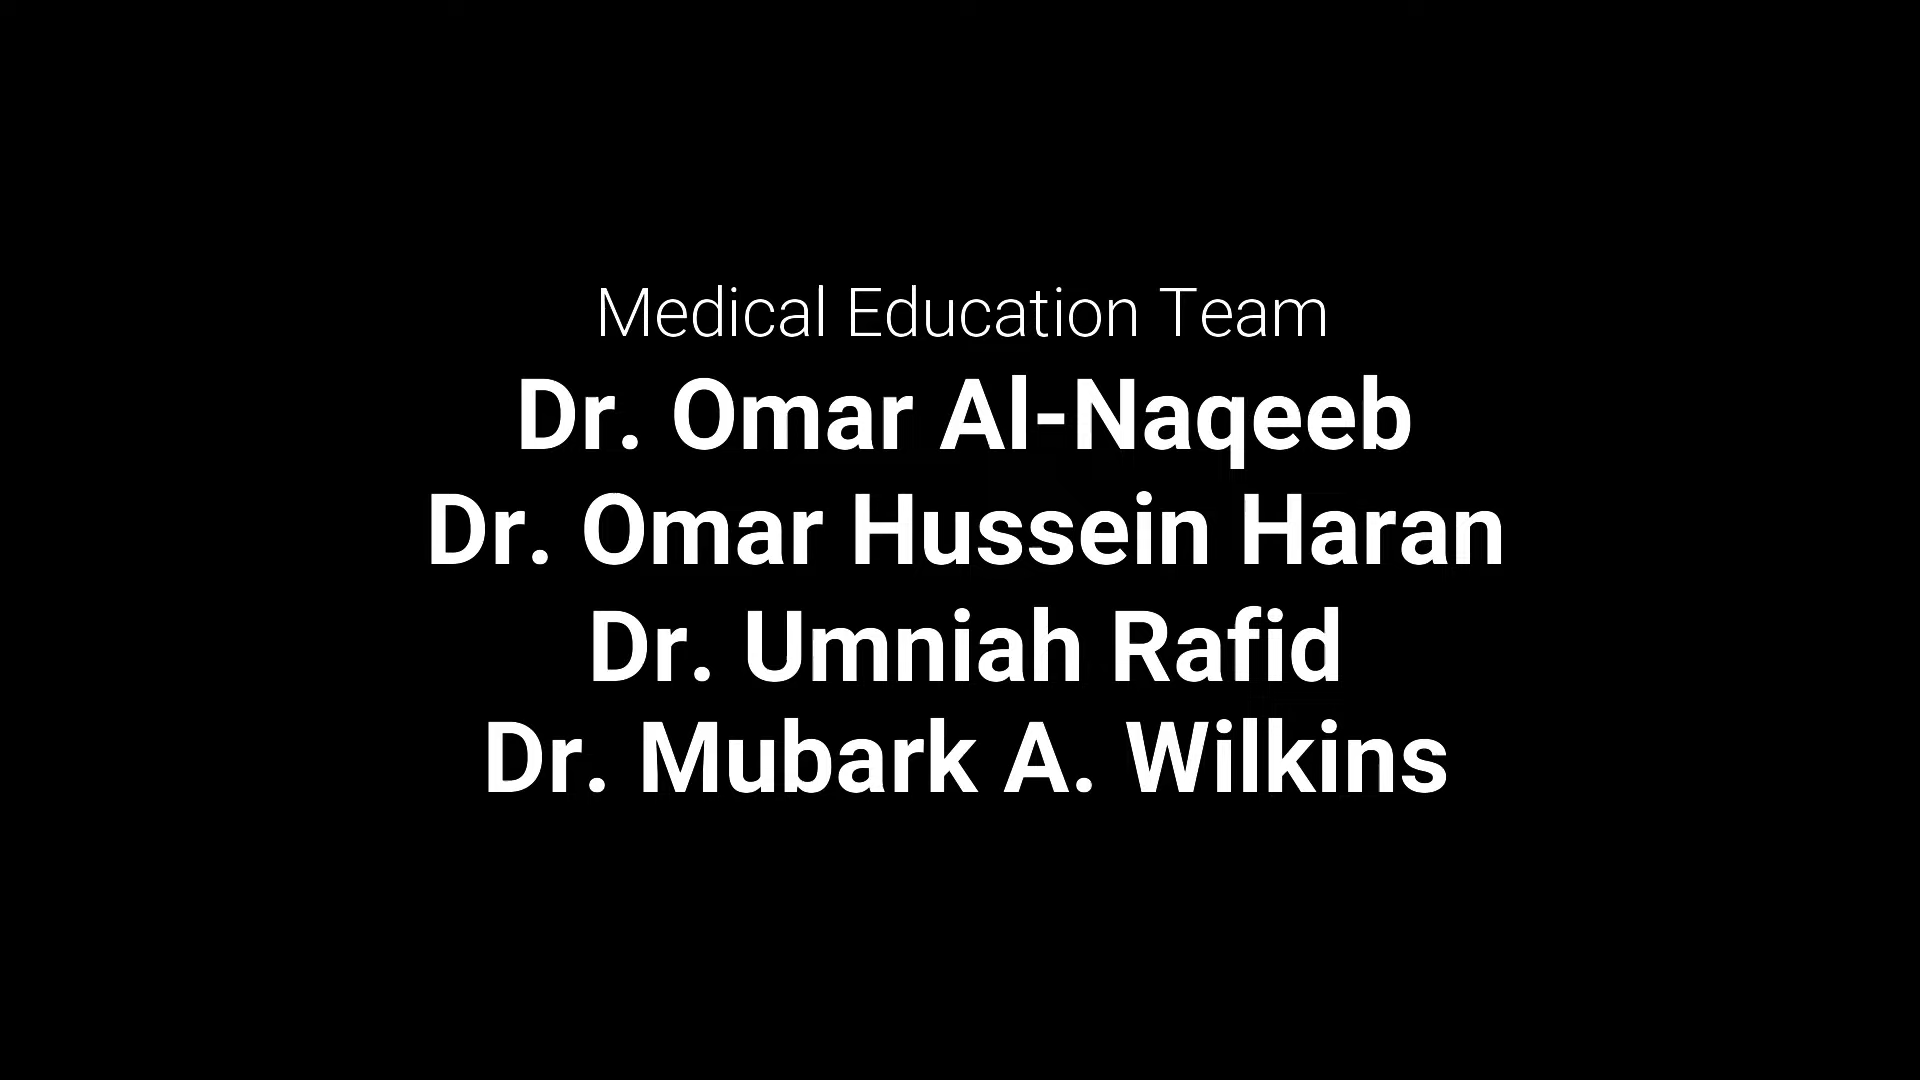 Medical Education Team
Dr. Omar Al-Naqeeb
Dr. Omar Hussein Haran
Dr. Umniah Rafid
Dr. Mubark A. Wilkins